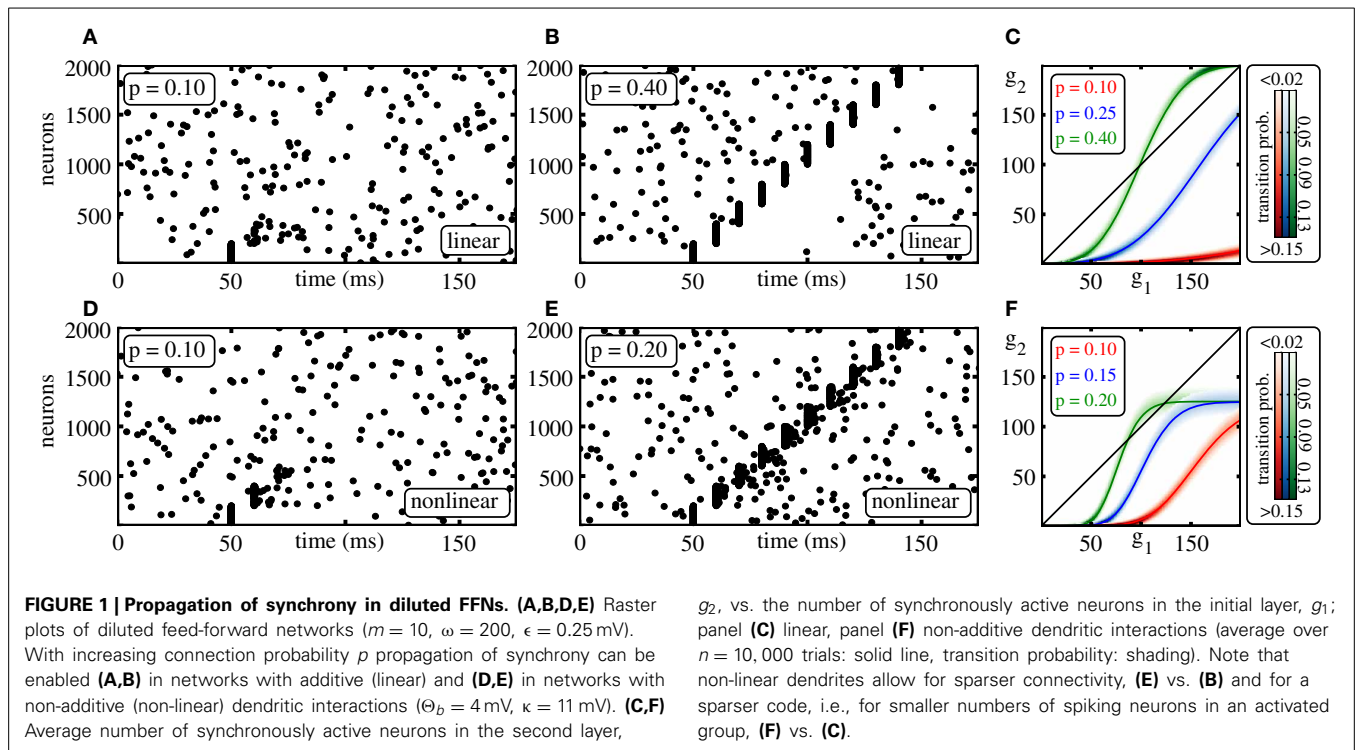 A
B
C
2000
1500
1000
500
neurons
p = 0.10
linear
0
50
time (ms)
150
2000
1500
1000
500
p = 0.40
linear
0
50
time (ms)
150
g2
150
100
50
p = 0.10
p = 0.25
p = 0.40
50
g1
150
<0.02
0.05
0.09
0.13
>0.15
transition prob.
D
E
F
2000
1500
1000
500
neurons
p = 0.10
nonlinear
0
50
time (ms)
150
2000
1500
1000
500
p = 0.20
nonlinear
0
50
time (ms)
150
g2
150
100
50
p = 0.10
p = 0.15
p = 0.20
50
g1
150
<0.02
0.05
0.09
0.13
>0.15
transition prob.
FIGURE 1 | Propagation of synchrony in diluted FFNs. (A,B,D,E) Raster
plots of diluted feed-forward networks (m = 10, ω = 200, ϵ = 0.25 mV).
With increasing connection probability p propagation of synchrony can be
enabled (A,B) in networks with additive (linear) and (D,E) in networks with
non-additive (non-linear) dendritic interactions (Θb = 4 mV, κ = 11 mV). (C,F)
Average number of synchronously active neurons in the second layer,
g2, vs. the number of synchronously active neurons in the initial layer, g1;
panel (C) linear, panel (F) non-additive dendritic interactions (average over
n = 10, 000 trials: solid line, transition probability: shading). Note that
non-linear dendrites allow for sparser connectivity, (E) vs. (B) and for a
sparser code, i.e., for smaller numbers of spiking neurons in an activated
group, (F) vs. (C).